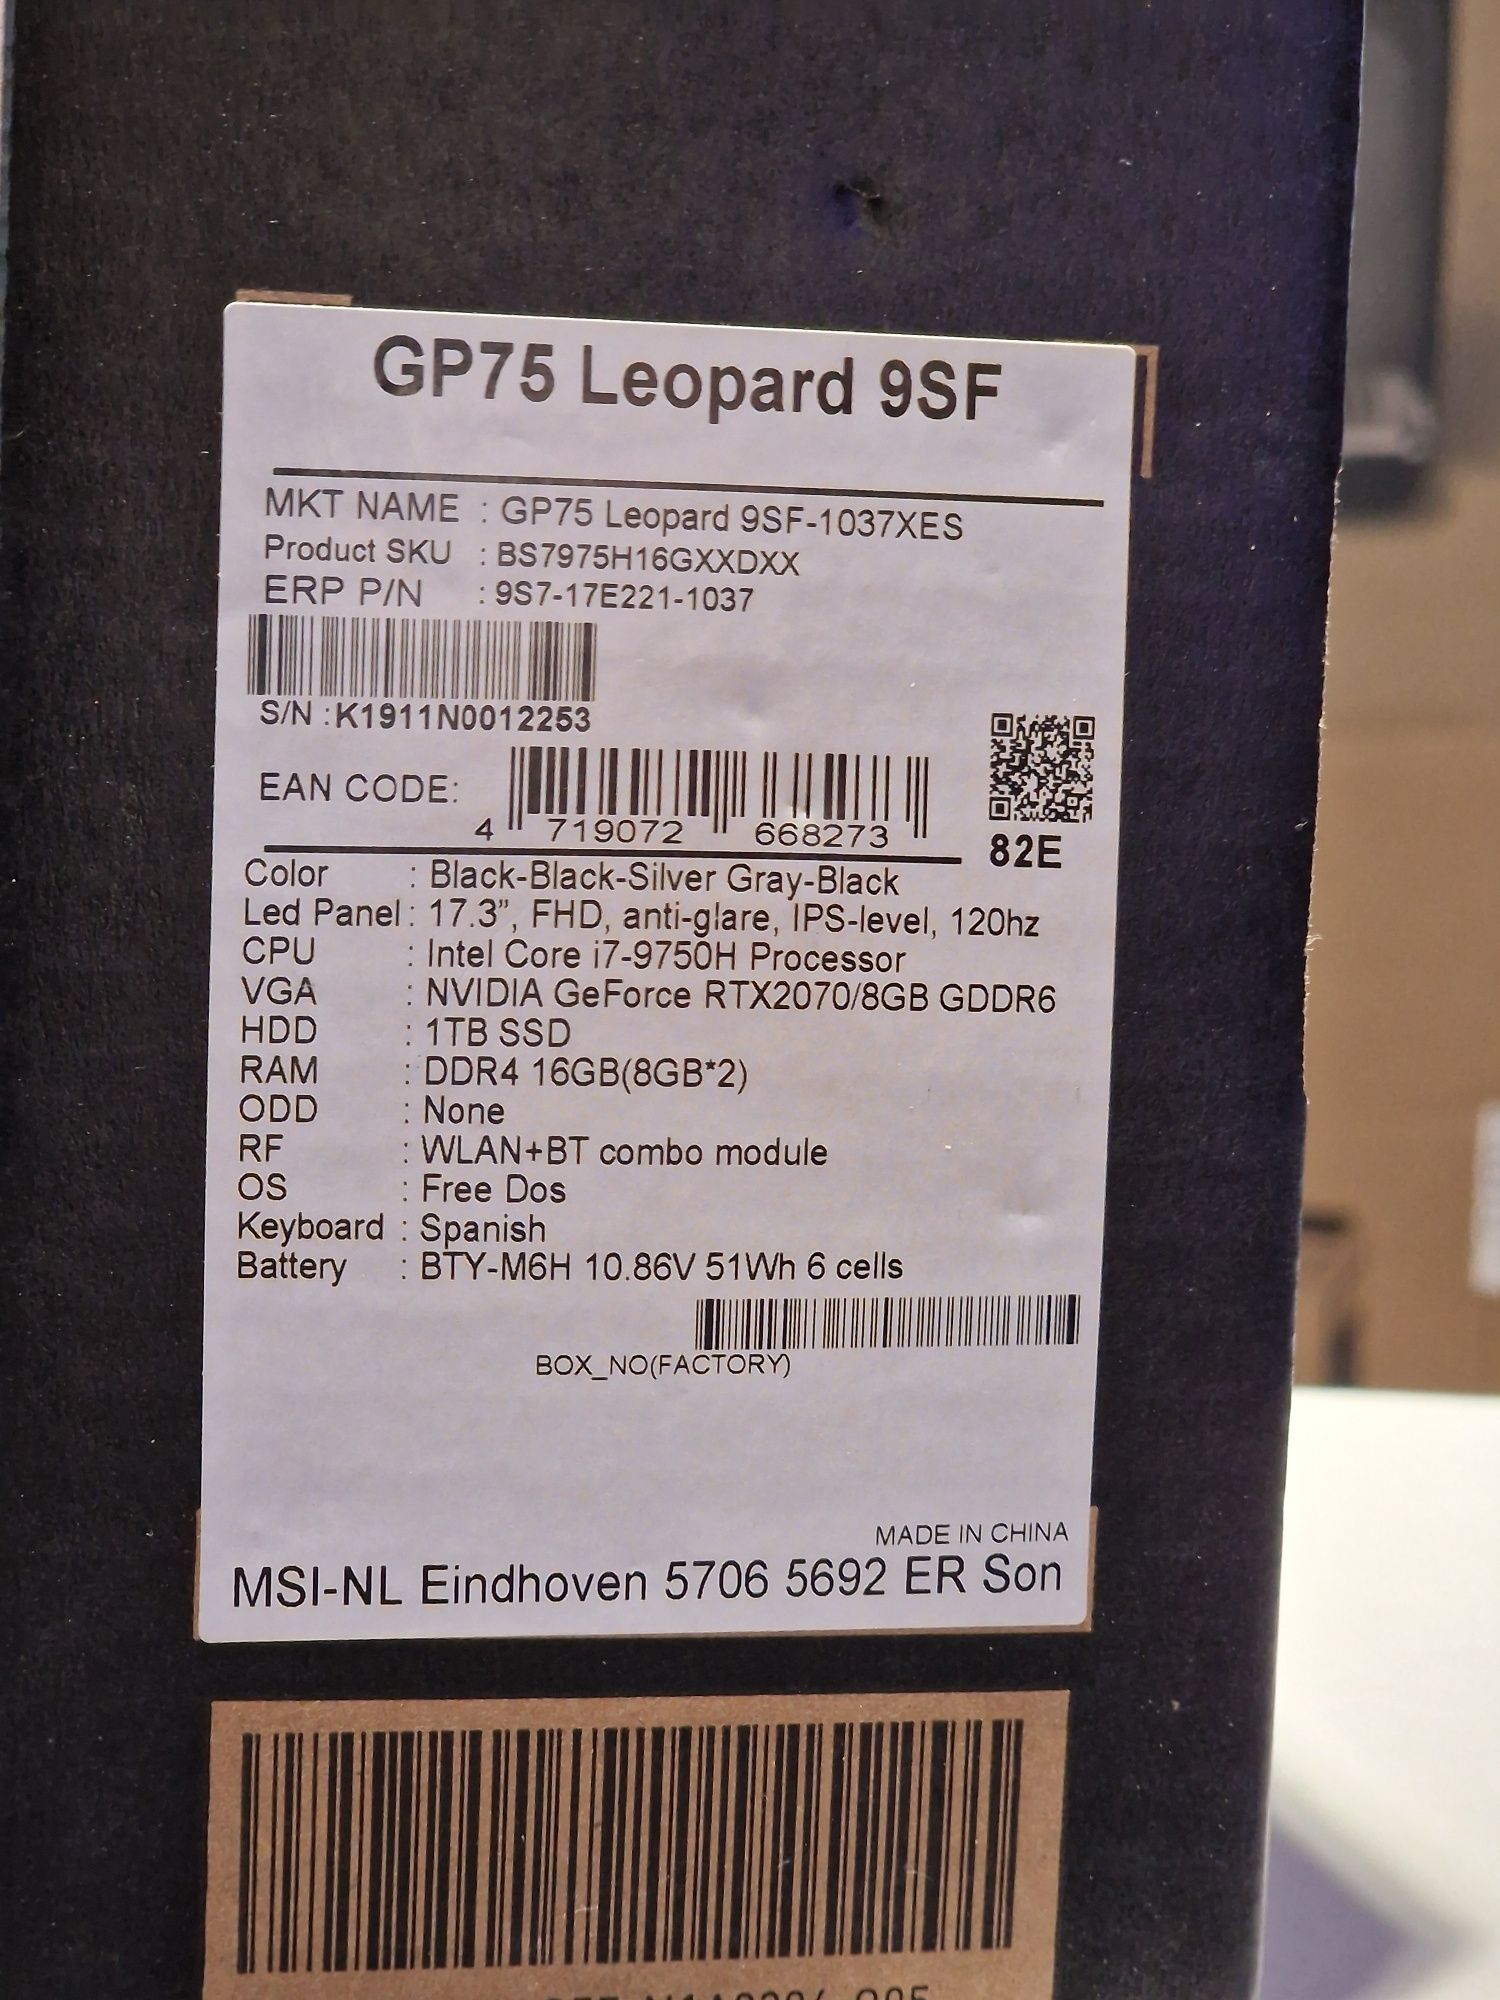 GP75 Leopard 9SF
MKT NAME : GP75 Leopard 9SF-1037XES
Product SKU : BS7975H16GXXDXX
ERP P/N : 9S7-17E221-1037
S/N : K1911N0012253
EAN CODE:
4 719072 668273
82E
Color : Black-Black-Silver Gray-Black
Led Panel : 17.3”, FHD, anti-glare, IPS-level, 120hz
CPU : Intel Core i7-9750H Processor
VGA : NVIDIA GeForce RTX2070/8GB GDDR6
HDD : 1TB SSD
RAM : DDR4 16GB(8GB*2)
ODD : None
RF : WLAN+BT combo module
OS : Free Dos
Keyboard : Spanish
Battery : BTY-M6H 10.86V 51Wh 6 cells
BOX_NO(FACTORY)
MADE IN CHINA
MSI-NL Eindhoven 5706 5692 ER Son